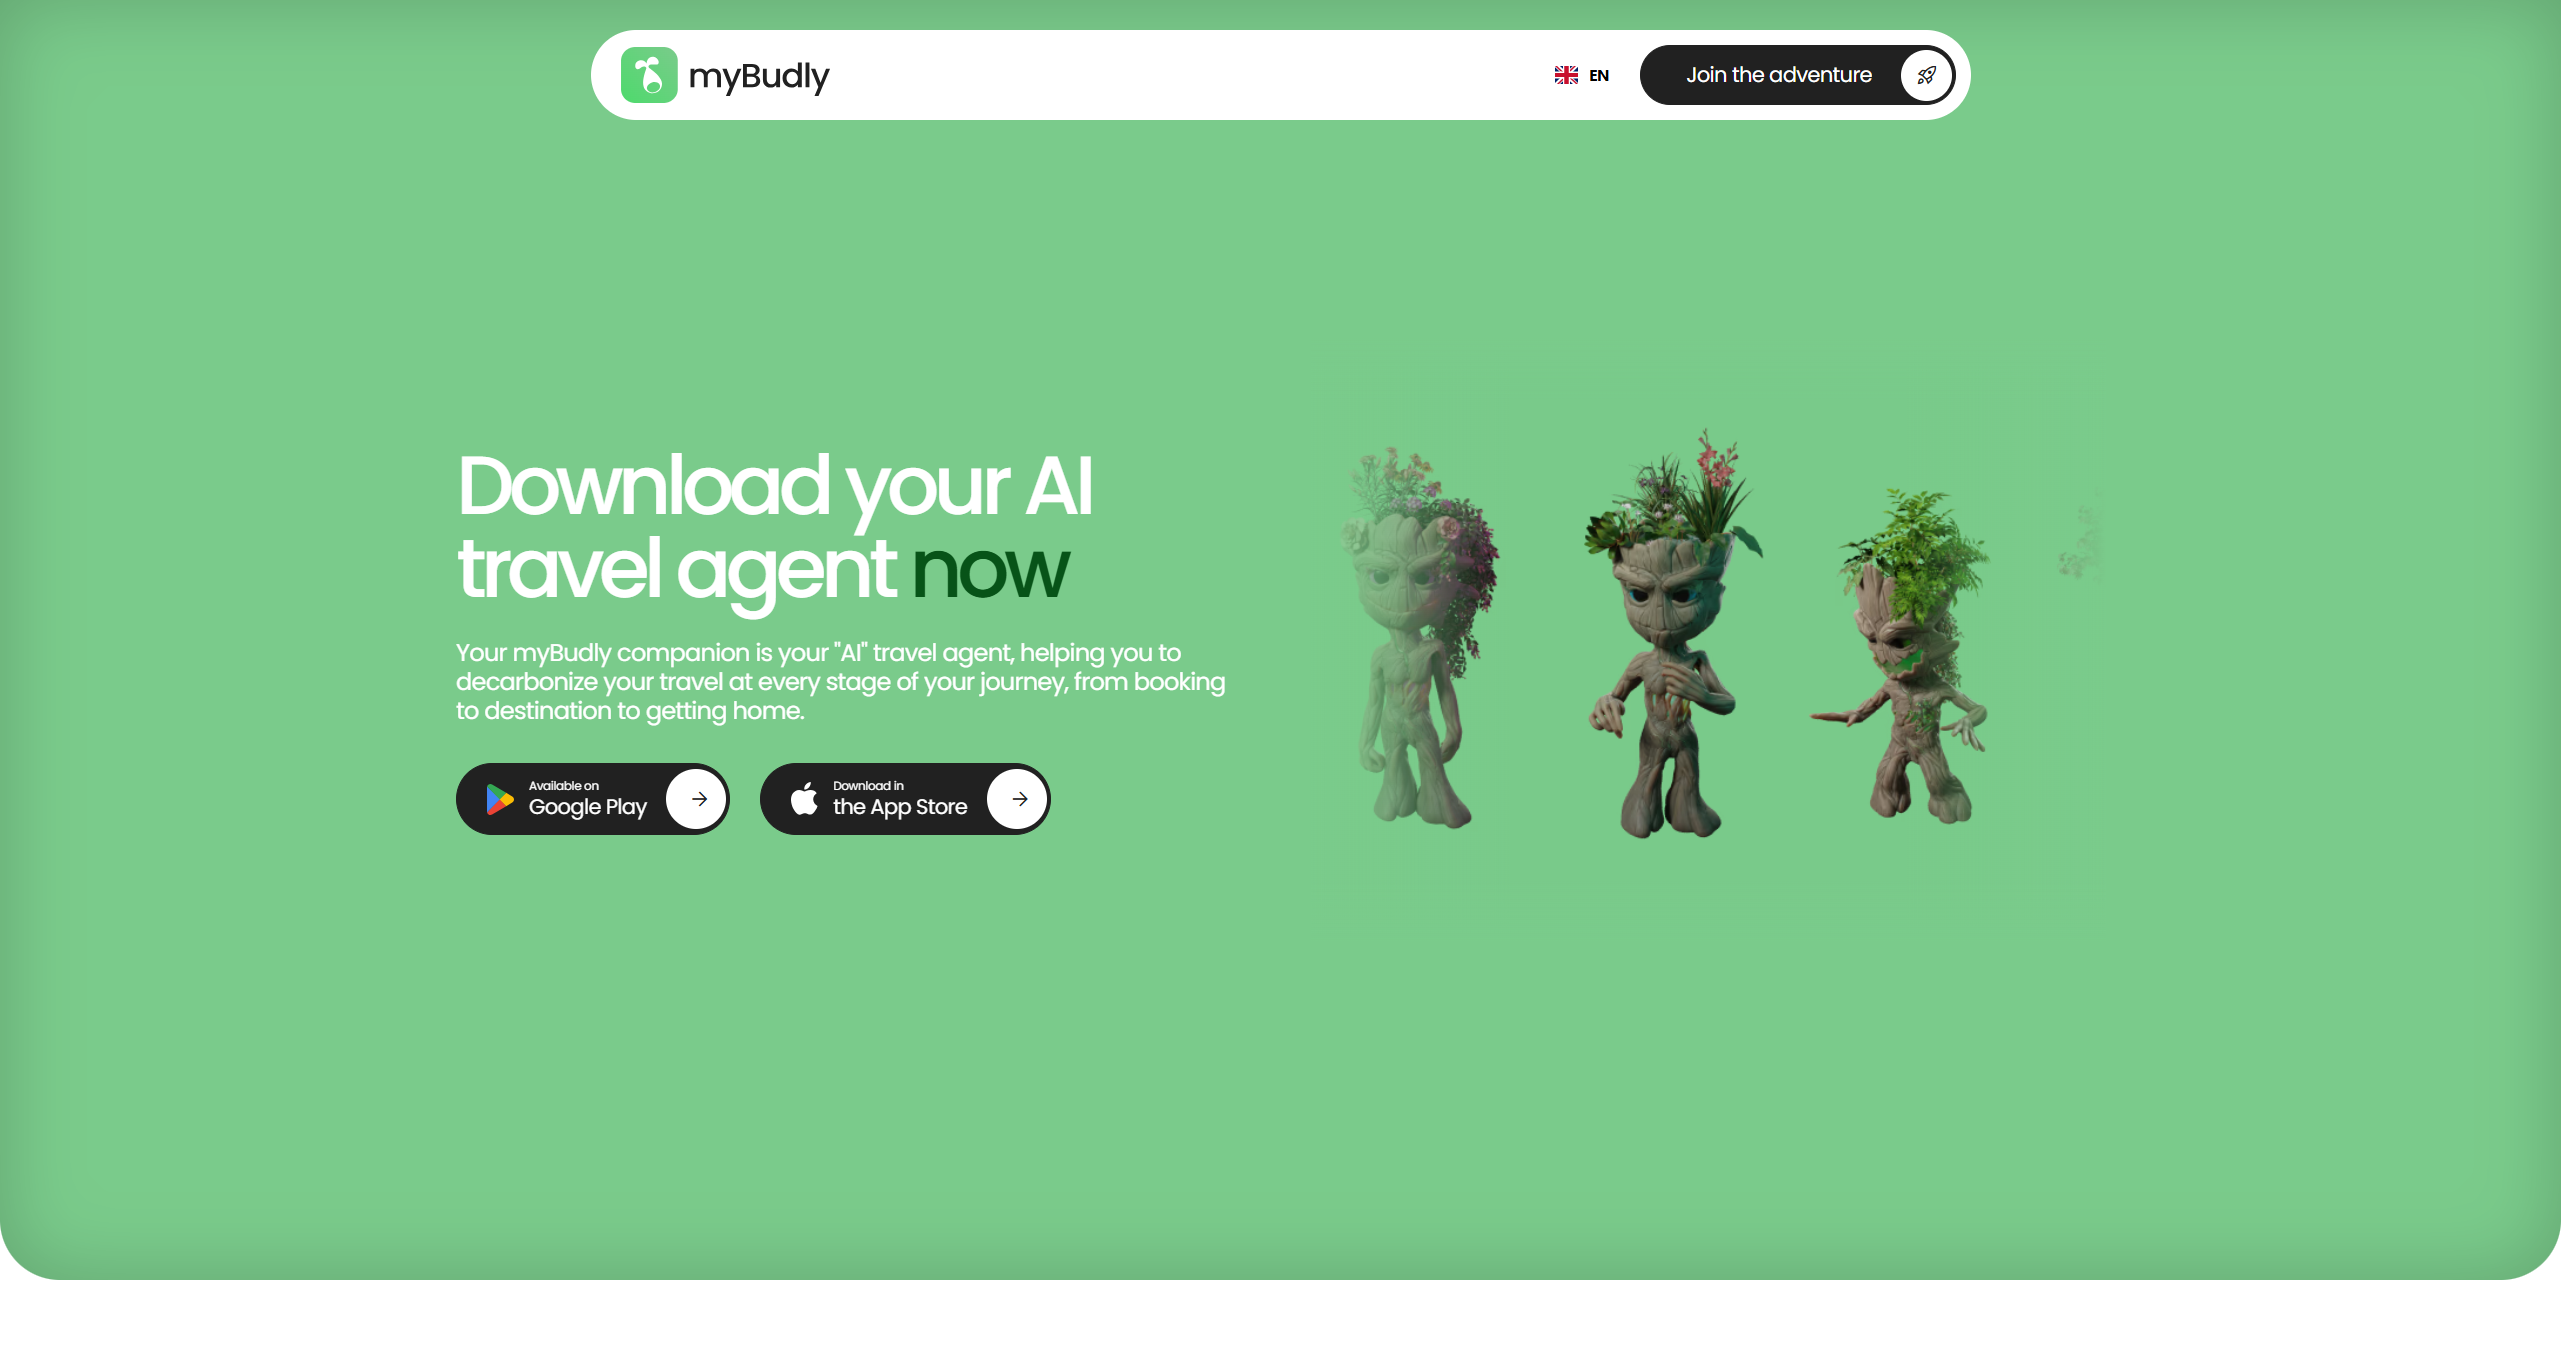 myBudly
EN
Join the adventure
Download your AI
travel agent now
Your myBudly companion is your "AI" travel agent, helping you to
decarbonize your travel at every stage of your journey, from booking
to destination to getting home.
Available on
Google Play
Download in
the App Store